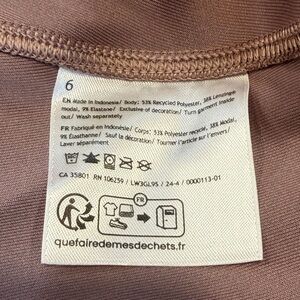 6
EN Made in Indonesia/ Body: 53% Recycled Polyester, 38% Lenzing™
modal, 9% Elastane/ Exclusive of decoration/ Turn garment inside
out/ Wash separately
FR Fabriqué en Indonésie/ Corps: 53% Polyester recyclé, 38% Modal,
9% Élasthanne/ Sauf la décoration/ Tourner l'article sur l'envers/
Laver séparément
CA 35801 RN 106259 / LW3GL9S / 24-4 / 0000113-01
FR
quefairedemesdechets.fr